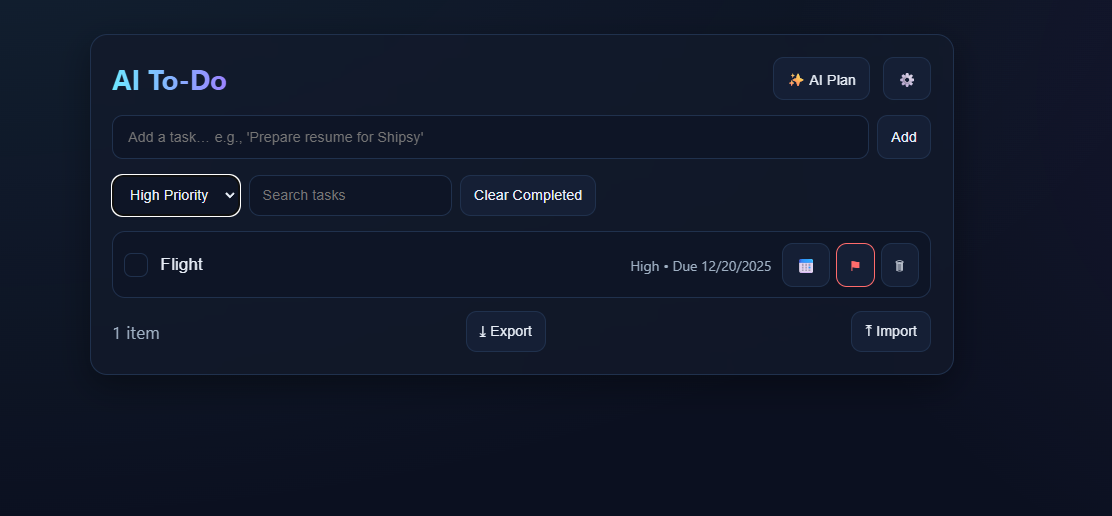 AI To-Do
✨ AI Plan
Add a task… e.g., 'Prepare resume for Shipsy'
Add
High Priority
Search tasks
Clear Completed
Flight
High • Due 12/20/2025
1 item
⤓ Export
⤒ Import